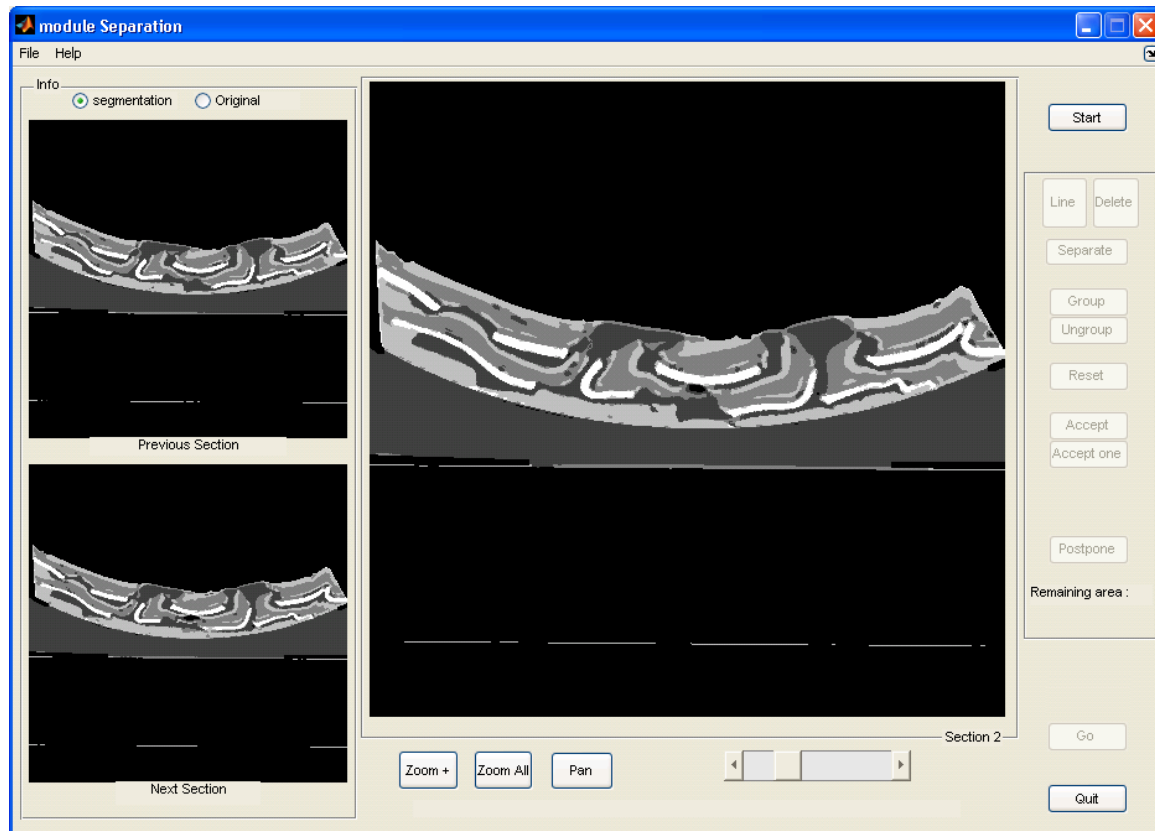 module Separation
File Help
Info
segmentation Original
Previous Section
Next Section
Section 2
Zoom +
Zoom All
Pan
Start
Line
Delete
Separate
Group
Ungroup
Reset
Accept
Accept one
Postpone
Remaining area :
Go
Quit